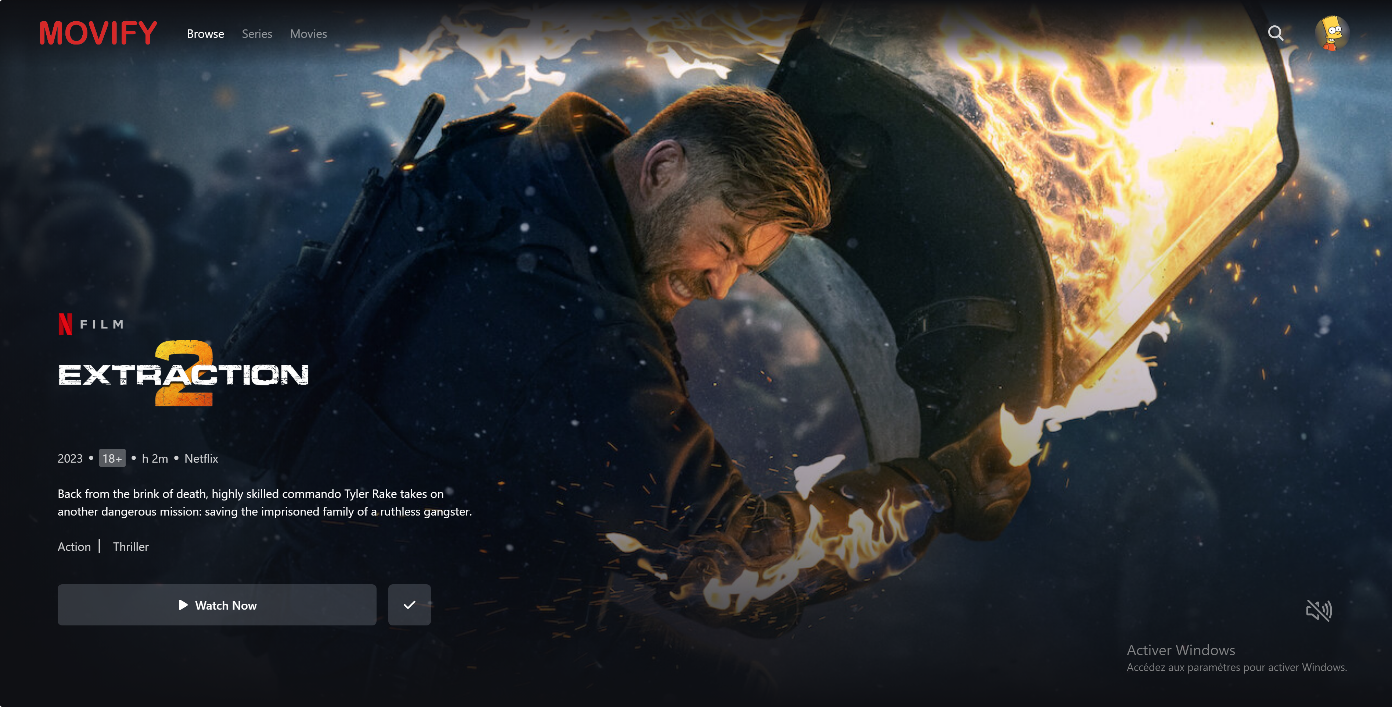 MOVIFY Browse Series Movies
N FILM
EXTRACTION 2
2023 • 18+ • h 2m • Netflix
Back from the brink of death, highly skilled commando Tyler Rake takes on
another dangerous mission: saving the imprisoned family of a ruthless gangster.
Action | Thriller
Watch Now
Activer Windows
Accédez aux paramètres pour activer Windows.